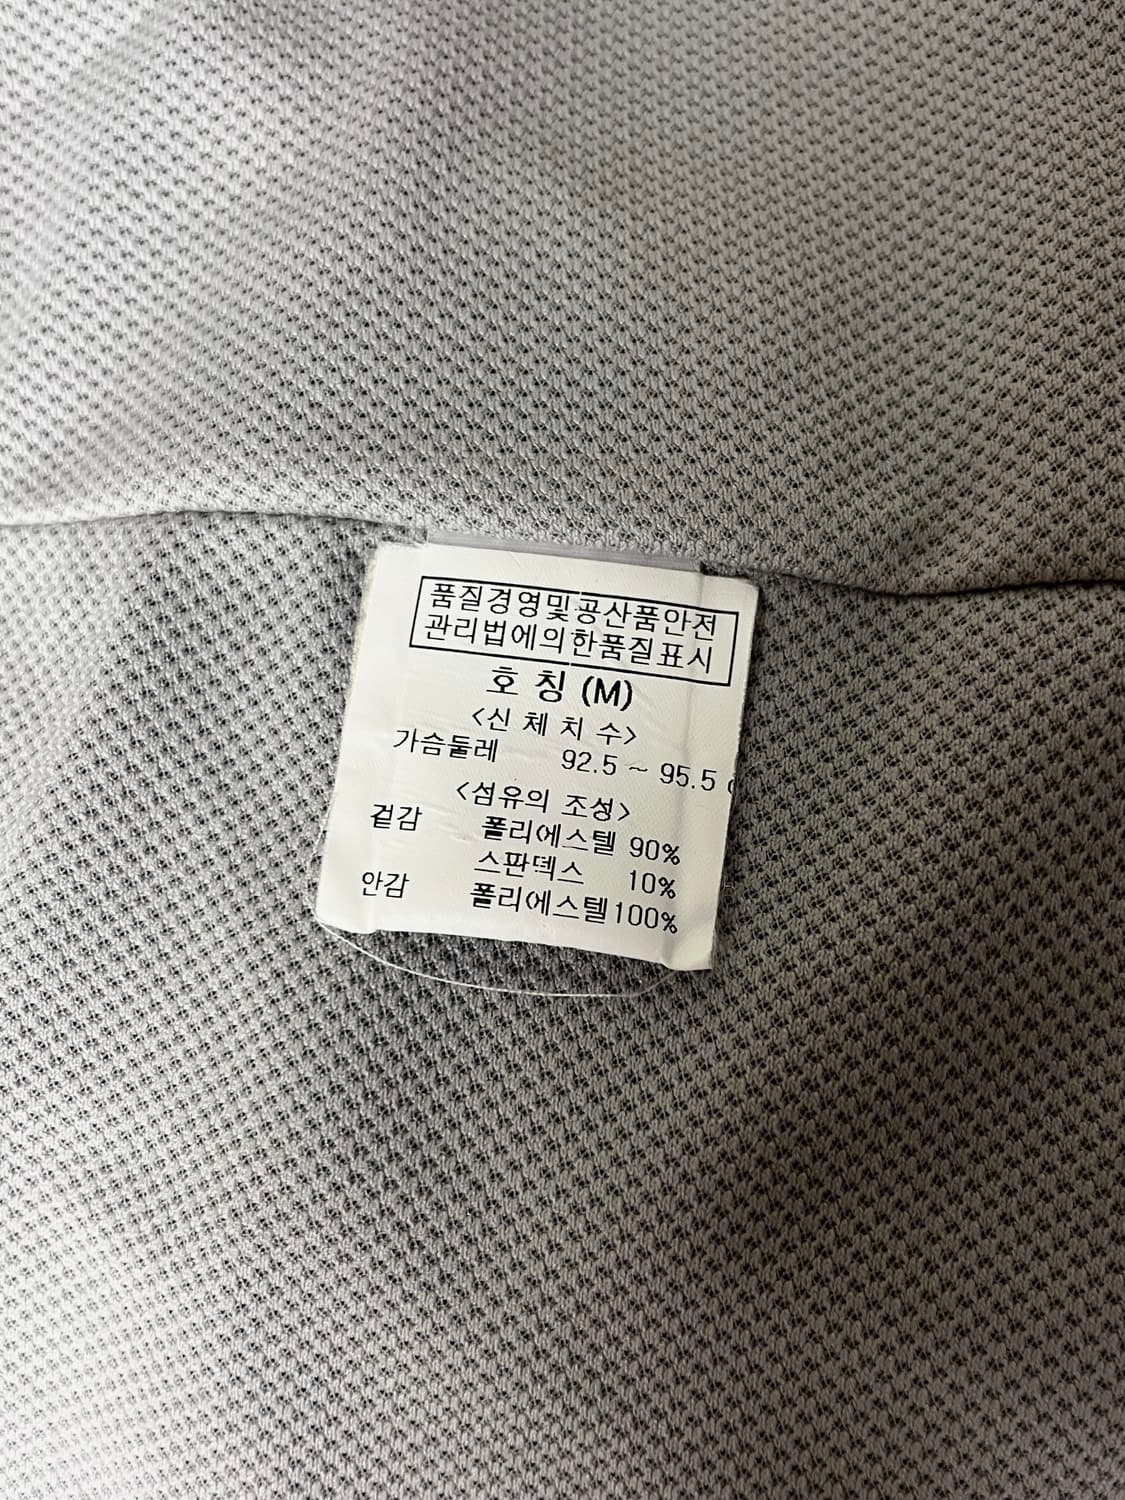 품질경영및공산품안전
관리법에의한품질표시
호 칭 (M)
<신 체 치 수>
가슴둘레 92.5 ~ 95.5 c
<섬유의 조성>
겉감 폴리에스텔 90%
스판덱스 10%
안감 폴리에스텔 100%